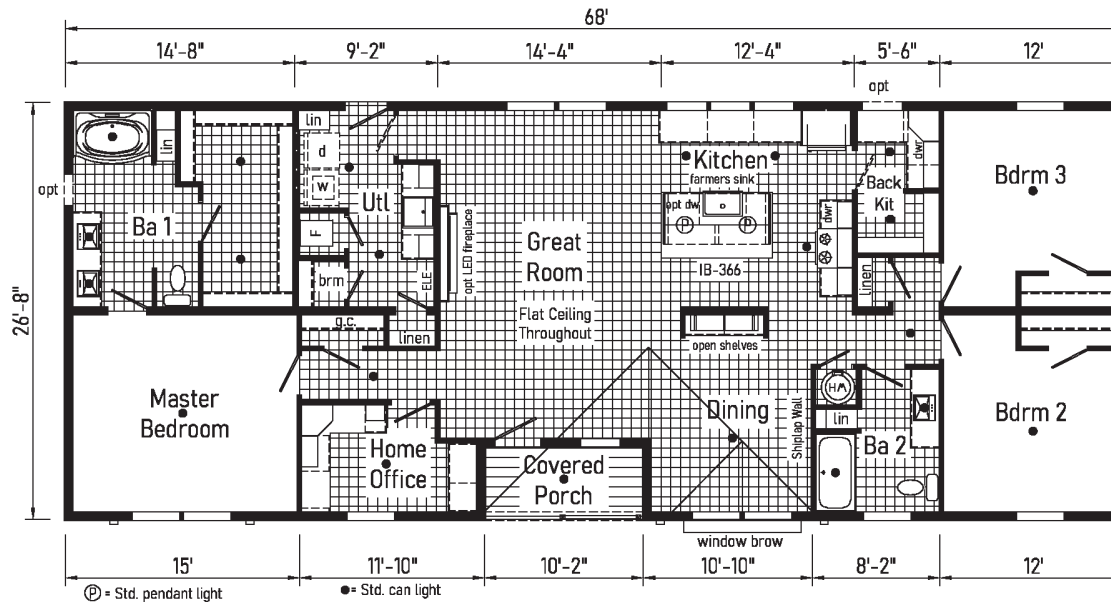 68'
14'-8" 9'-2" 14'-4" 12'-4" 5'-6" 12'
opt
26'-8"
opt
lin
Ba 1
lin
d
W
Utl
F
brm
ELE
g.c.
linen
opt LED fireplace
Great
Room
Flat Ceiling
Throughout
Kitchen
farmers sink
opt dw
P P
IB-366
dwr
dwr
Back
Kit
linen
open shelves
Bdrm 3
Master
Bedroom
Home
Office
Covered
Porch
Dining
Shiplap Wall
lin
Ba 2
Bdrm 2
window brow
15' 11'-10" 10'-2" 10'-10" 8'-2" 12'
P = Std. pendant light
= Std. can light